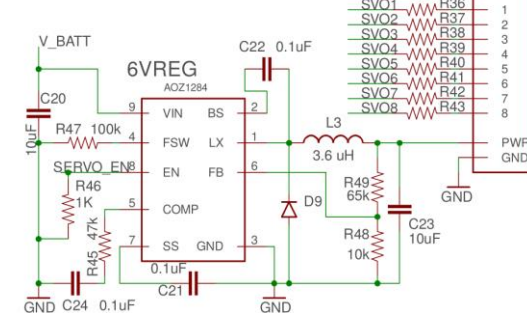 SVO1 R36 1
SVO2 R37 2
SVO3 R38 3
SVO4 R39 4
SVO5 R40 5
SVO6 R41 6
SVO7 R42 7
SVO8 R43 8
V_BATT
C22 0.1uF
6VREG
AOZ1284
C20
10uF
9 VIN BS 2
R47 100k 4 FSW LX 1
L3
3.6 uH
PWR
GND
SERVO_EN 8 EN FB 6
R46
1K
R49
65k
GND
5 COMP
D9
C23
10uF
R45 47k
7 SS GND 3
R48
10k
0.1uF
C21
GND
C24 0.1uF
GND